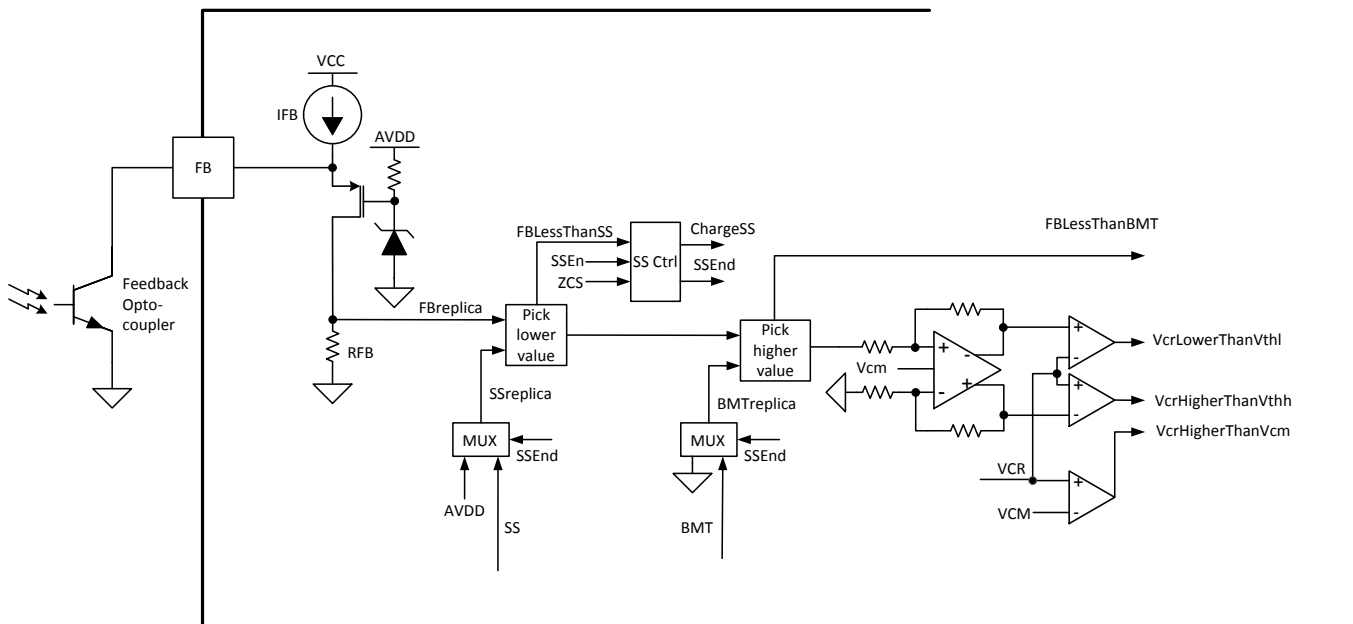 VCC
IFB
AVDD
FB
Feedback
Opto-
coupler
RFB
FBreplica
FBLessThanSS
SSEn
ZCS
SS Ctrl
ChargeSS
SSEnd
Pick
lower
value
SSreplica
MUX
SSEnd
AVDD
SS
FBLessThanBMT
Pick
higher
value
BMTreplica
MUX
SSEnd
BMT
Vcm
+
-
-
+
+
-
+
-
VcrLowerThanVthl
VcrHigherThanVthh
VcrHigherThanVcm
VCR
VCM
+
-